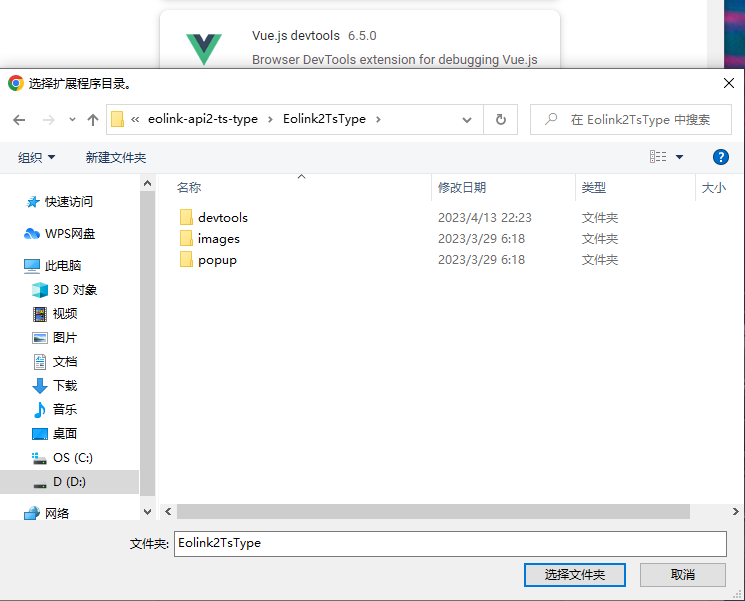 Vue.js devtools 6.5.0
Browser DevTools extension for debugging Vue.js
选择扩展程序目录。
« eolink-api2-ts-type › Eolink2TsType ›
在 Eolink2TsType 中搜索
组织 新建文件夹
名称 修改日期 类型 大小
快速访问
WPS网盘
此电脑
3D 对象
视频
图片
文档
下载
音乐
桌面
OS (C:)
D (D:)
网络
devtools 2023/4/13 22:23 文件夹
images 2023/3/29 6:18 文件夹
popup 2023/3/29 6:18 文件夹
文件夹: Eolink2TsType
选择文件夹 取消